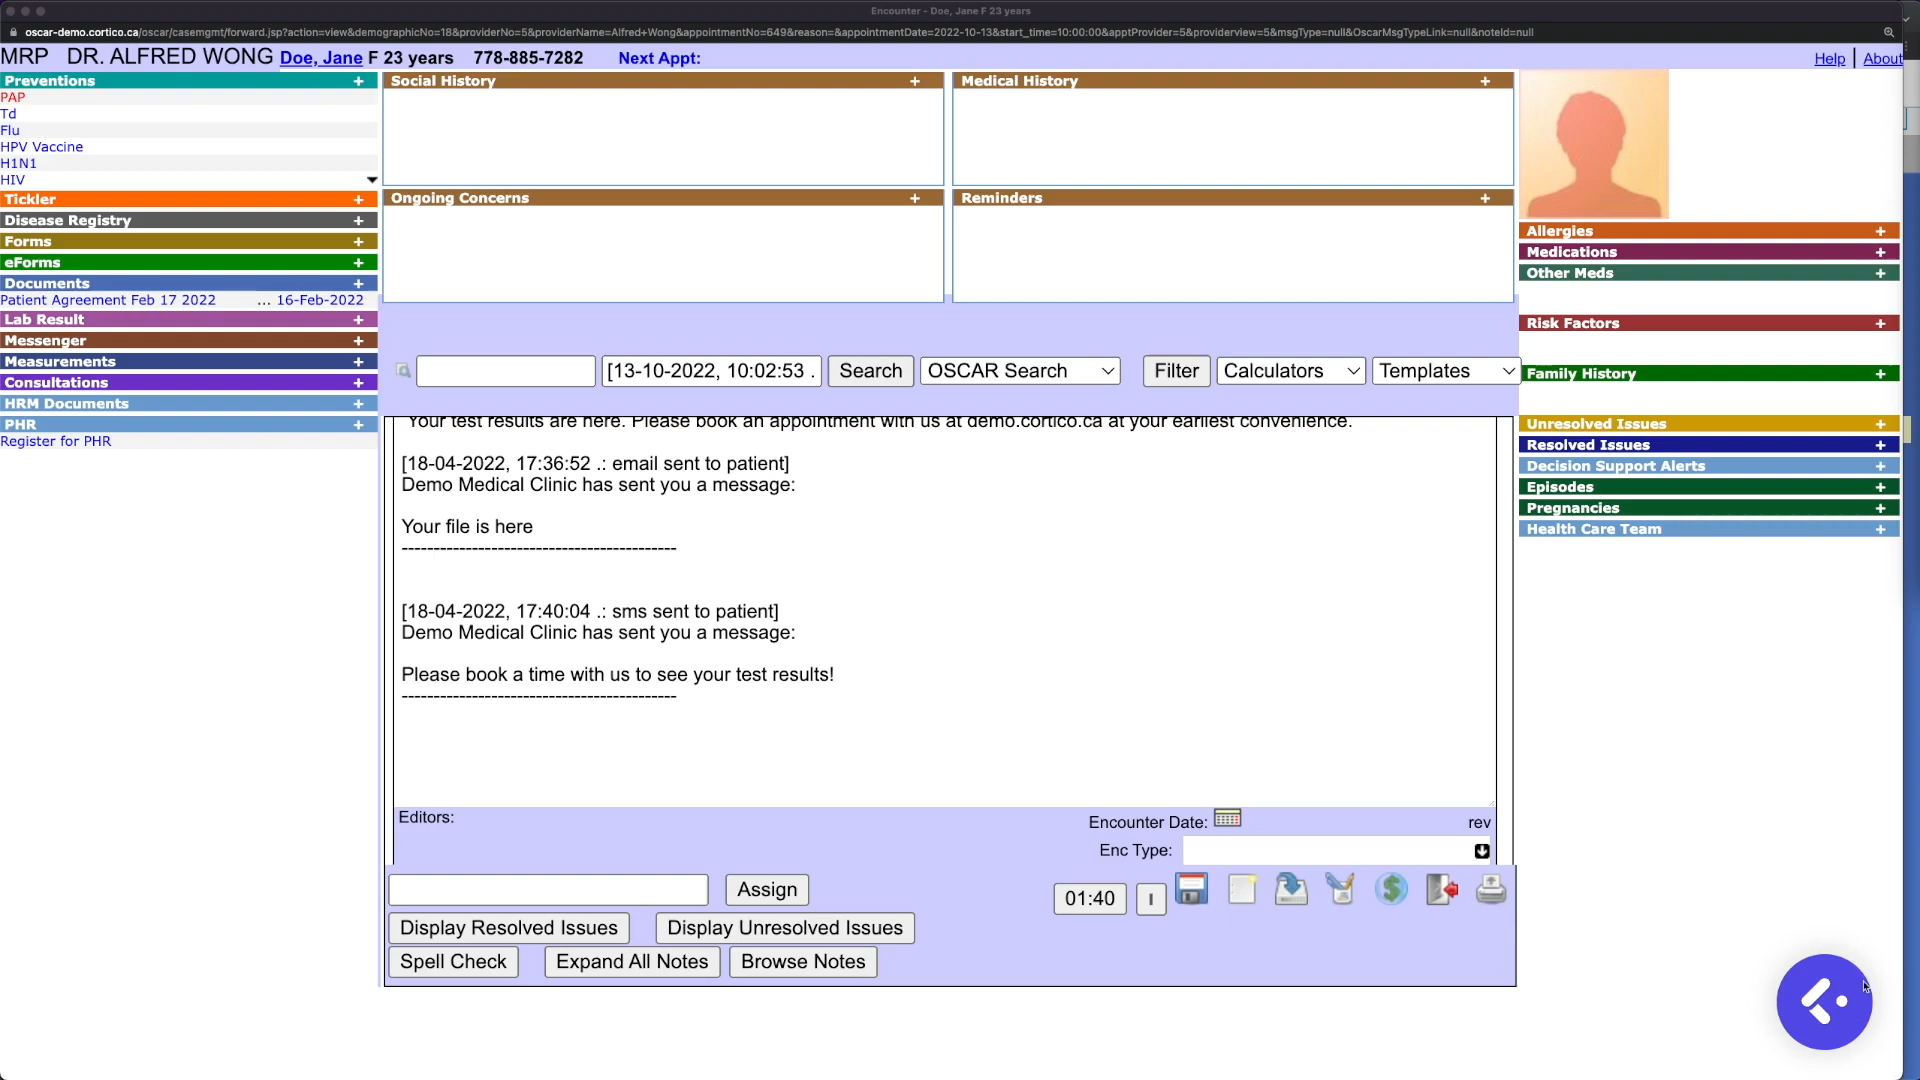 Encounter - Doe, Jane F 23 years
oscar-demo.cortico.ca/oscar/casemgmt/forward.jsp?action=view&demographicNo=18&providerNo=5&providerName=Alfred+Wong&appointmentNo=649&reason=&appointmentDate=2022-10-13&start_time=10:00:00&apptProvider=5&providerview=5&msgType=null&OscarMsgTypeLink=null&noteId=null
MRP DR. ALFRED WONG Doe, Jane F 23 years 778-885-7282 Next Appt: Help About
Preventions +
PAP
Td
Flu
HPV Vaccine
H1N1
HIV
Tickler +
Disease Registry +
Forms +
eForms +
Documents +
Patient Agreement Feb 17 2022 ... 16-Feb-2022
Lab Result +
Messenger +
Measurements +
Consultations +
HRM Documents +
PHR +
Register for PHR
Social History +
Medical History +
Ongoing Concerns +
Reminders +
[13-10-2022, 10:02:53 . Search OSCAR Search Filter Calculators Templates
Your test results are here. Please book an appointment with us at demo.cortico.ca at your earliest convenience.
[18-04-2022, 17:36:52 .: email sent to patient]
Demo Medical Clinic has sent you a message:
Your file is here
-------------------------------------------
[18-04-2022, 17:40:04 .: sms sent to patient]
Demo Medical Clinic has sent you a message:
Please book a time with us to see your test results!
-------------------------------------------
Editors: Encounter Date: rev
Enc Type:
Assign 01:40 I
Display Resolved Issues Display Unresolved Issues
Spell Check Expand All Notes Browse Notes
Allergies +
Medications +
Other Meds +
Risk Factors +
Family History +
Unresolved Issues +
Resolved Issues +
Decision Support Alerts +
Episodes +
Pregnancies +
Health Care Team +